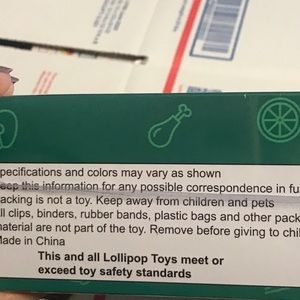 pecifications and colors may vary as shown
eep this information for any possible correspondence in fu
acking is not a toy. Keep away from children and pets
ll clips, binders, rubber bands, plastic bags and other pack
aterial are not part of the toy. Remove before giving to chil
Made in China
This and all Lollipop Toys meet or
exceed toy safety standards